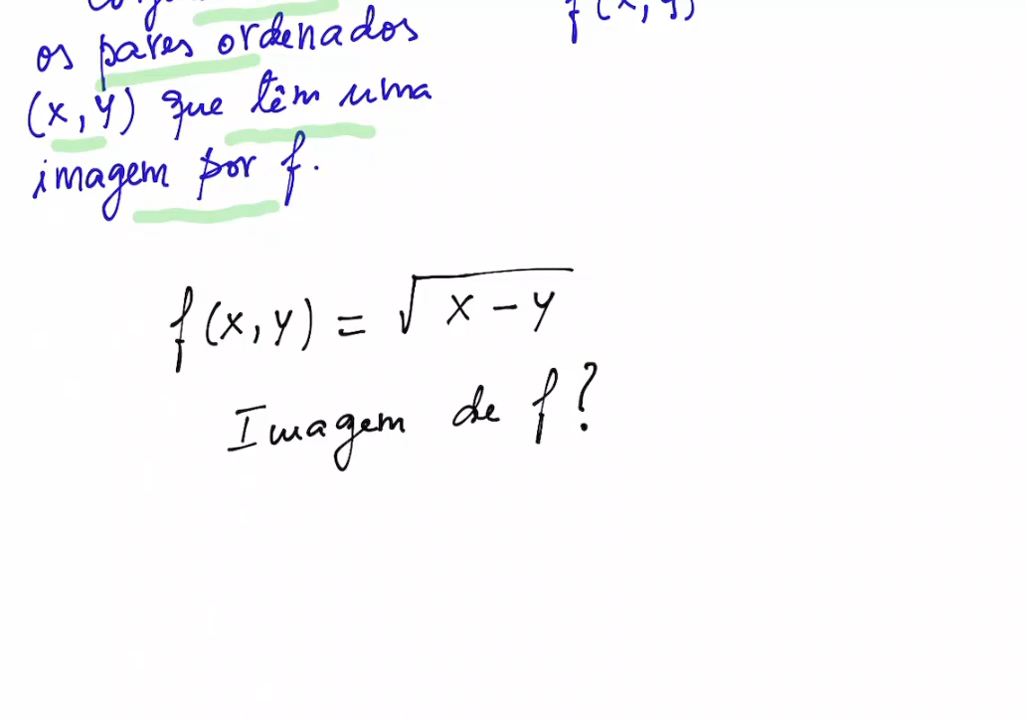 f(x,y)
os pares ordenados
(x,y) que têm uma
imagem por f.
f(x,y) = √x-y
Imagem de f?